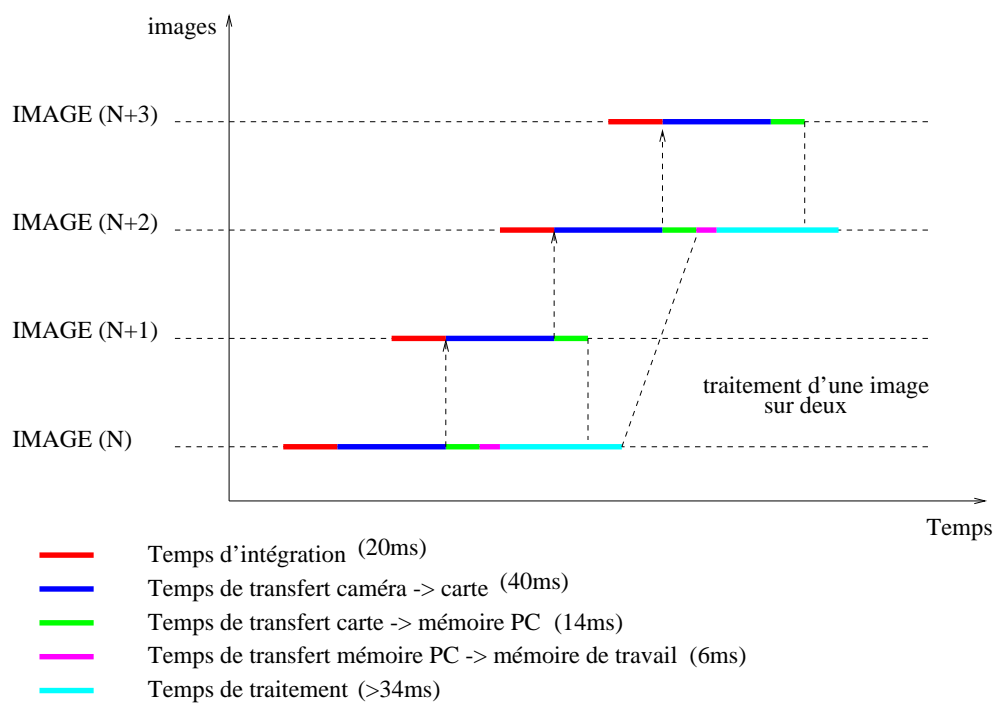 images
IMAGE (N+3)
IMAGE (N+2)
IMAGE (N+1)
traitement d'une image
sur deux
IMAGE (N)
Temps
Temps d'intégration (20ms)
Temps de transfert caméra -> carte (40ms)
Temps de transfert carte -> mémoire PC (14ms)
Temps de transfert mémoire PC -> mémoire de travail (6ms)
Temps de traitement (>34ms)